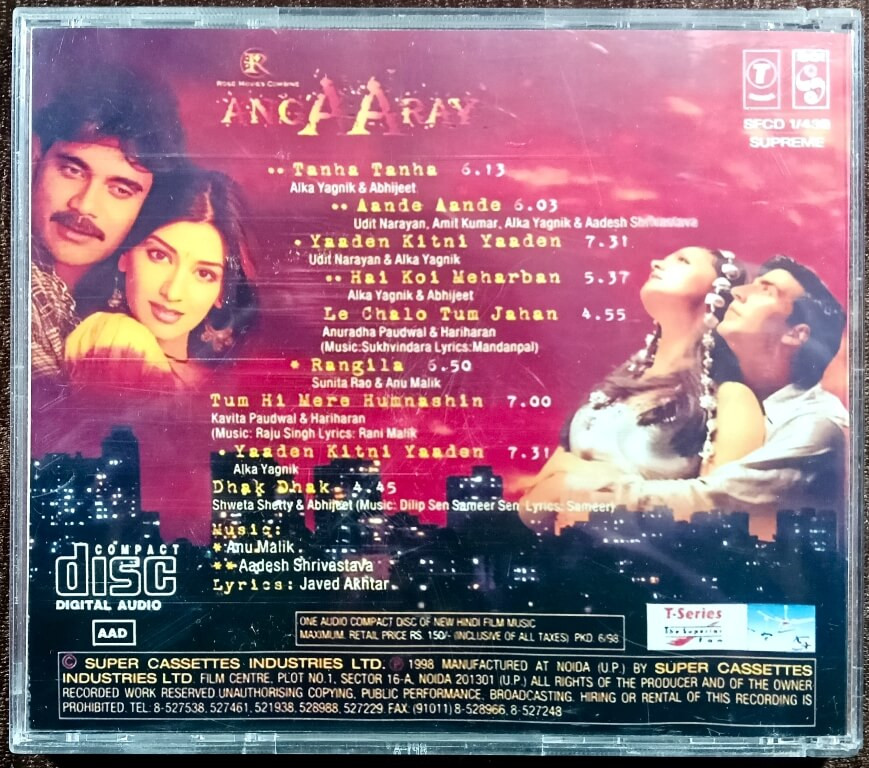 R
ROSE MOVIES COMBINE
ANGAARAY
T
SFCD 1/439
SUPREME
•• Tanha Tanha 6.13
Alka Yagnik & Abhijeet
•• Aande Aande 6.03
Udit Narayan, Amit Kumar, Alka Yagnik & Aadesh Shrivastava
• Yaaden Kitni Yaaden 7.31
Udit Narayan & Alka Yagnik
•• Hai Koi Meharban 5.37
Alka Yagnik & Abhijeet
Le Chalo Tum Jahan 4.55
Anuradha Paudwal & Hariharan
(Music:Sukhvindara Lyrics:Mandanpal)
* Rangila 6.50
Sunita Rao & Anu Malik
Tum Hi Mere Humnashin 7.00
Kavita Paudwal & Hariharan
(Music: Raju Singh Lyrics: Rani Malik
• Yaaden Kitni Yaaden 7.31
Alka Yagnik
Dhak Dhak 4.45
Shweta Shetty & Abhijeet (Music: Dilip Sen Sameer Sen Lyrics: Sameer)
Music:
* Anu Malik
** Aadesh Shrivastava
Lyrics: Javed Akhtar
COMPACT
disc
DIGITAL AUDIO
AAD
ONE AUDIO COMPACT DISC OF NEW HINDI FILM MUSIC
MAXIMUM. RETAIL PRICE RS. 150/- (INCLUSIVE OF ALL TAXES) PKD. 6/98
T-Series
© SUPER CASSETTES INDUSTRIES LTD. ℗ 1998 MANUFACTURED AT NOIDA (U.P.) BY SUPER CASSETTES
INDUSTRIES LTD FILM CENTRE, PLOT NO.1, SECTOR 16-A, NOIDA 201301 (U.P.) ALL RIGHTS OF THE PRODUCER AND OF THE OWNER
RECORDED WORK RESERVED UNAUTHORISING COPYING, PUBLIC PERFORMANCE, BROADCASTING, HIRING OR RENTAL OF THIS RECORDING IS
PROHIBITED. TEL: 8-527538, 527461, 521938, 528988, 527229. FAX: (91011) 8-528966, 8-527248